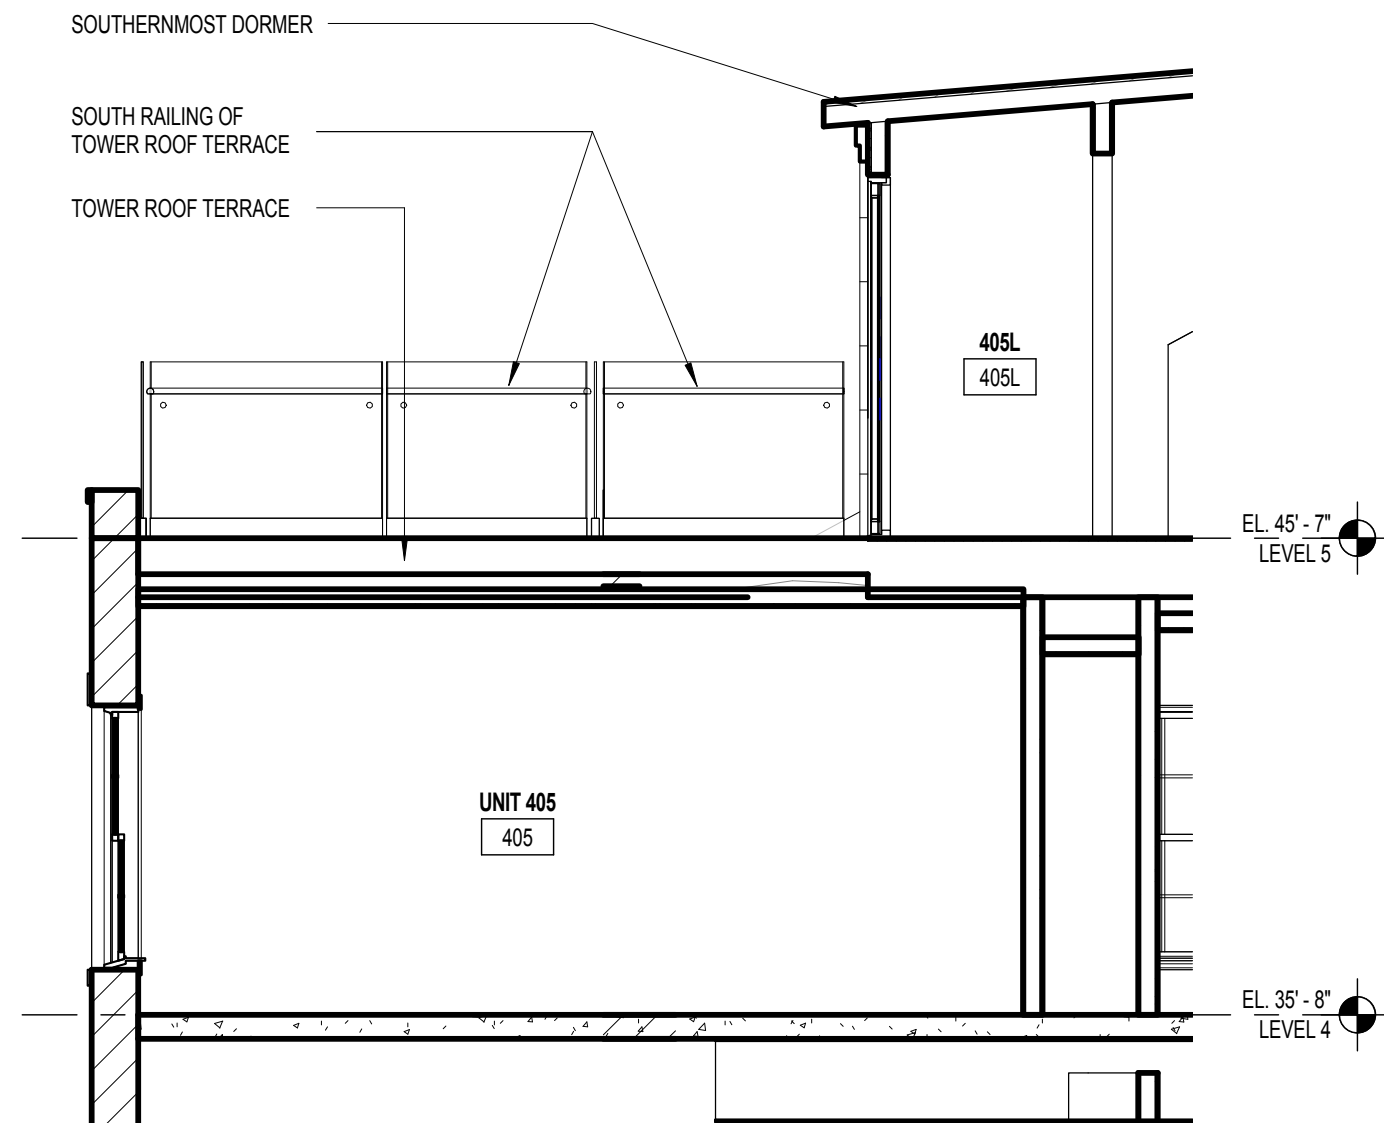 SOUTHERNMOST DORMER
SOUTH RAILING OF
TOWER ROOF TERRACE
TOWER ROOF TERRACE
405L
405L
EL. 45' - 7"
LEVEL 5
UNIT 405
405
EL. 35' - 8"
LEVEL 4